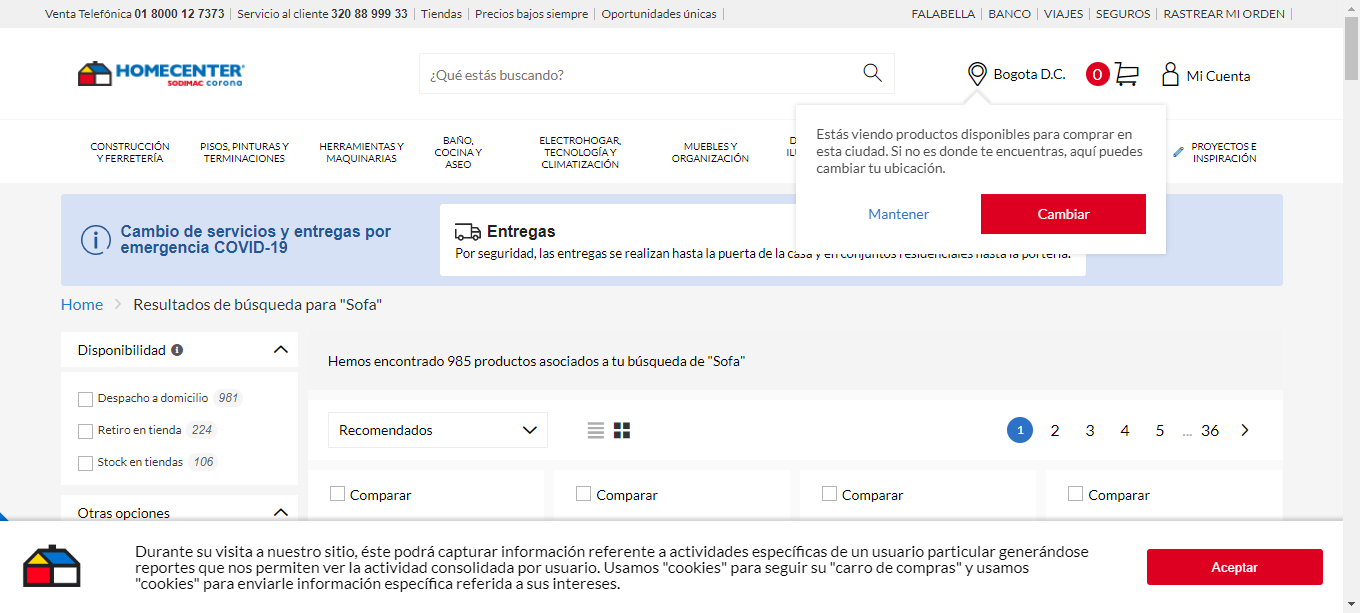 Venta Telefónica 01 8000 12 7373 | Servicio al cliente 320 88 999 33 | Tiendas | Precios bajos siempre | Oportunidades únicas |
FALABELLA | BANCO | VIAJES | SEGUROS | RASTREAR MI ORDEN |
HOMECENTER
SODIMAC corona
¿Qué estás buscando?
Bogota D.C.
0
Mi Cuenta
CONSTRUCCIÓN
Y FERRETERÍA
PISOS, PINTURAS Y
TERMINACIONES
HERRAMIENTAS Y
MAQUINARIAS
BAÑO,
COCINA Y
ASEO
ELECTROHOGAR,
TECNOLOGÍA Y
CLIMATIZACIÓN
MUEBLES Y
ORGANIZACIÓN
PROYECTOS E
INSPIRACIÓN
Estás viendo productos disponibles para comprar en
esta ciudad. Si no es donde te encuentras, aquí puedes
cambiar tu ubicación.
Mantener
Cambiar
Cambio de servicios y entregas por
emergencia COVID-19
Entregas
Por seguridad, las entregas se realizan hasta la puerta de la casa y en conjuntos residenciales hasta la portería.
Home > Resultados de búsqueda para "Sofa"
Disponibilidad
Despacho a domicilio 981
Retiro en tienda 224
Stock en tiendas 106
Otras opciones
Hemos encontrado 985 productos asociados a tu búsqueda de "Sofa"
Recomendados
1 2 3 4 5 ... 36 >
Comparar
Comparar
Comparar
Comparar
Durante su visita a nuestro sitio, éste podrá capturar información referente a actividades específicas de un usuario particular generándose
reportes que nos permiten ver la actividad consolidada por usuario. Usamos "cookies" para seguir su "carro de compras" y usamos
"cookies" para enviarle información específica referida a sus intereses.
Aceptar